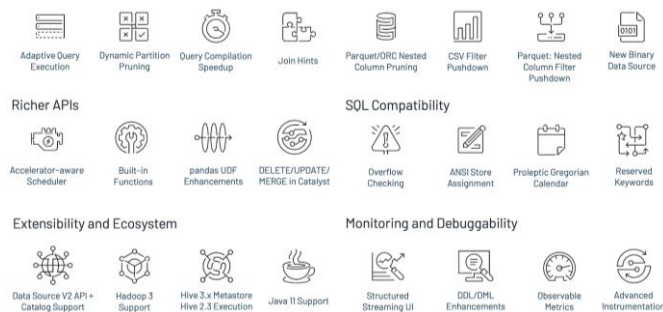 Adaptive Query
Execution
Dynamic Partition
Pruning
Query Compilation
Speedup
Join Hints
Parquet/ORC Nested
Column Pruning
CSV Filter
Pushdown
Parquet: Nested
Column Filter
Pushdown
New Binary
Data Source
0101
Richer APIs
SQL Compatibility
Accelerator-aware
Scheduler
Built-in
Functions
pandas UDF
Enhancements
DELETE/UPDATE/
MERGE in Catalyst
Overflow
Checking
ANSI Store
Assignment
Proleptic Gregorian
Calendar
Reserved
Keywords
Extensibility and Ecosystem
Monitoring and Debuggability
Data Source V2 API +
Catalog Support
Hadoop 3
Support
Hive 3.x Metastore
Hive 2.3 Execution
Java 11 Support
Structured
Streaming UI
DDL/DML
Enhancements
Observable
Metrics
Advanced
Instrumentation